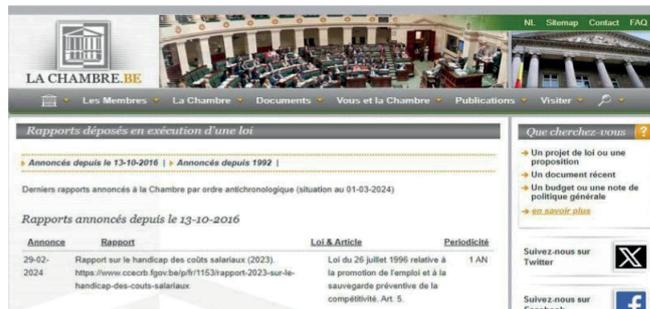 NL Sitemap Contact FAQ
LA CHAMBRE.BE
Les Membres La Chambre Documents Vous et la Chambre Publications Visiter
Rapports déposés en exécution d'une loi
Annoncés depuis le 13-10-2016 | Annoncés depuis 1992 |
Derniers rapports annoncés à la Chambre par ordre antichronologique (situation au 01-03-2024)
Rapports annoncés depuis le 13-10-2016
Annonce Rapport Loi & Article Periodicité
29-02-2024 Rapport sur le handicap des coûts salariaux (2023). Loi du 26 juillet 1996 relative à 1 AN
https://www.ccecrb.fgov.be/p/fr/1153/rapport-2023-sur-le- la promotion de l'emploi et à la
handicap-des-couts-salariaux. sauvegarde préventive de la
compétitivité. Art. 5.
Que cherchez-vous ?
Un projet de loi ou une
proposition
Un document récent
Un budget ou une note de
politique générale
en savoir plus
Suivez-nous sur
Twitter
Suivez-nous sur
Facebook